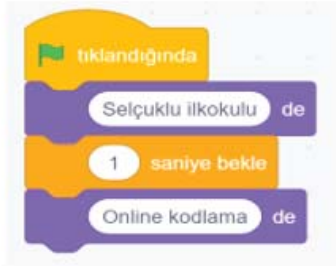 tıklandığında
Selçuklu ilkokulu de
1 saniye bekle
Online kodlama de